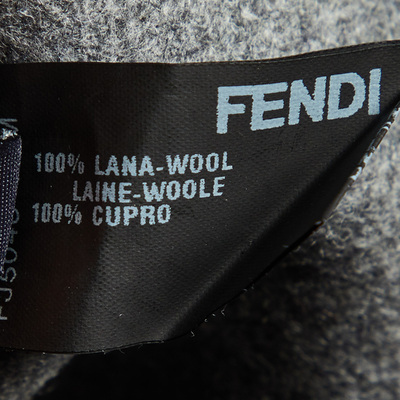 FENDI
100% LANA-WOOL
LAINE-WOOLE
100% CUPRO